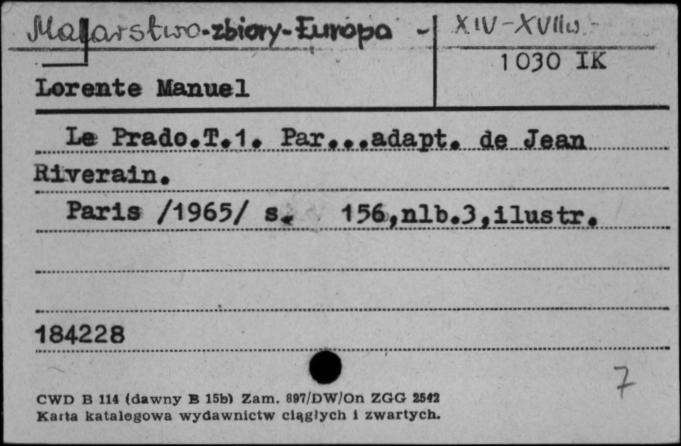 Malarstwo-zbiory-Europa - XIV-XVIIw.
1030 IK
Lorente Manuel
Le Prado.T.1. Par...adapt. de Jean
Riverain.
Paris /1965/ s. 156,nlb.3,ilustr.
184228
7
CWD B 114 (dawny B 15b) Zam. 897/DW/On ZGG 2542
Karta katalogowa wydawnictw ciągłych i zwartych.